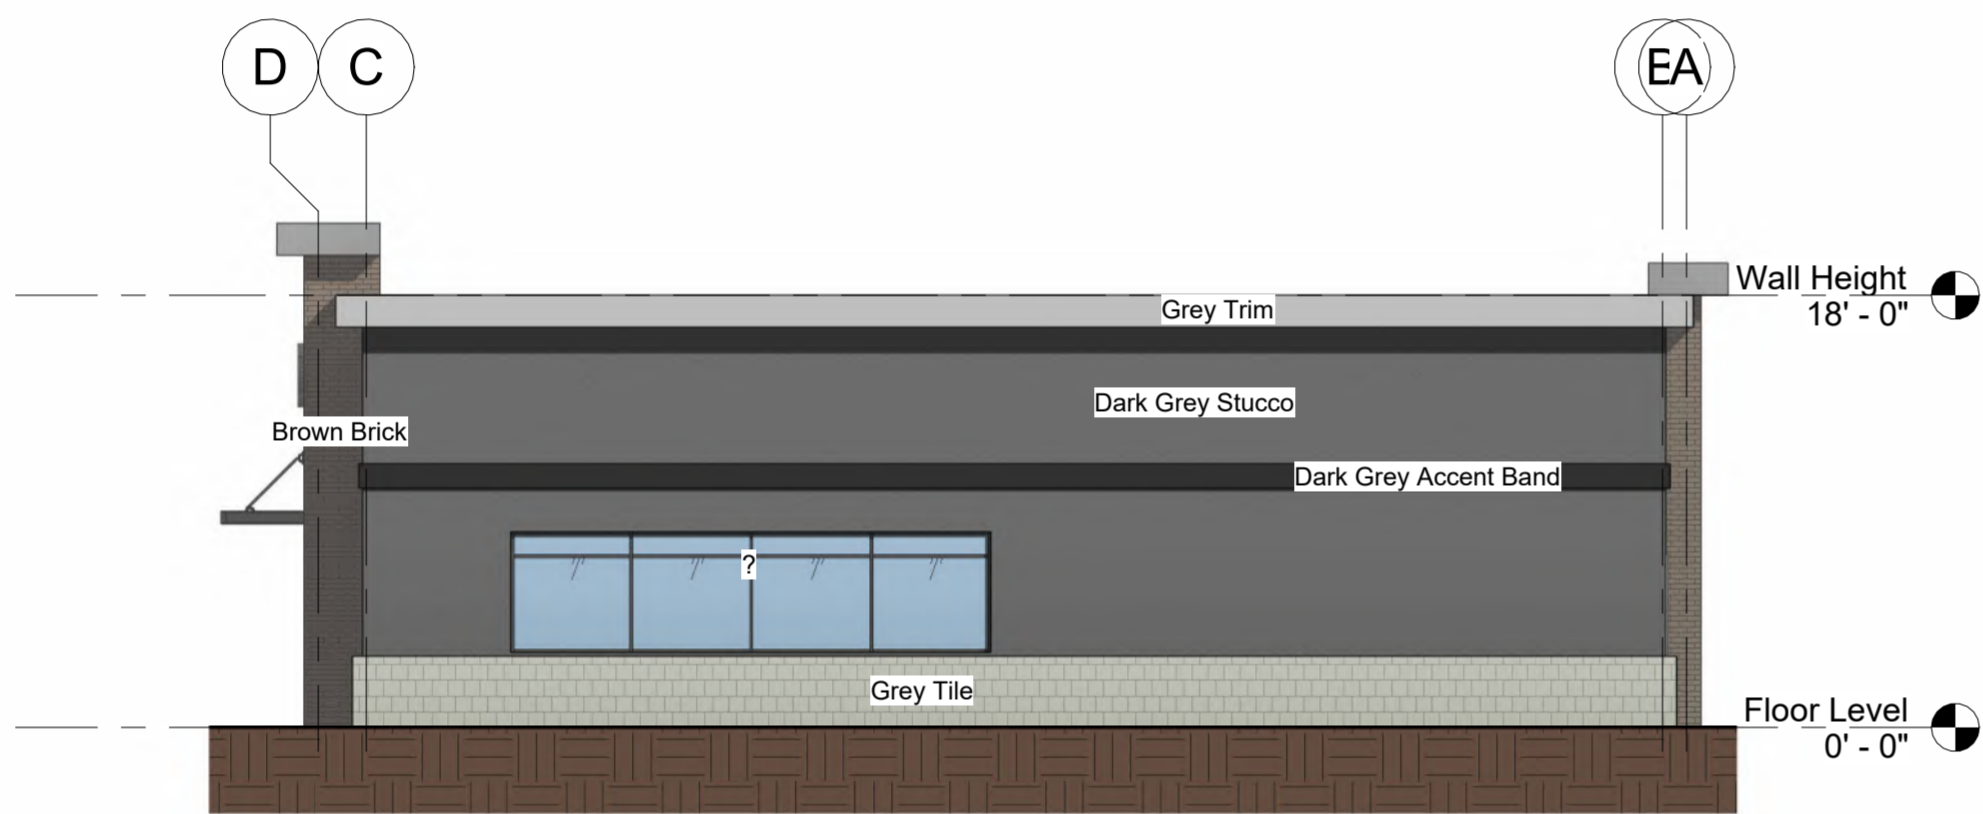 D
C
E
A
Wall Height
18' - 0"
Grey Trim
Dark Grey Stucco
Brown Brick
Dark Grey Accent Band
?
Grey Tile
Floor Level
0' - 0"